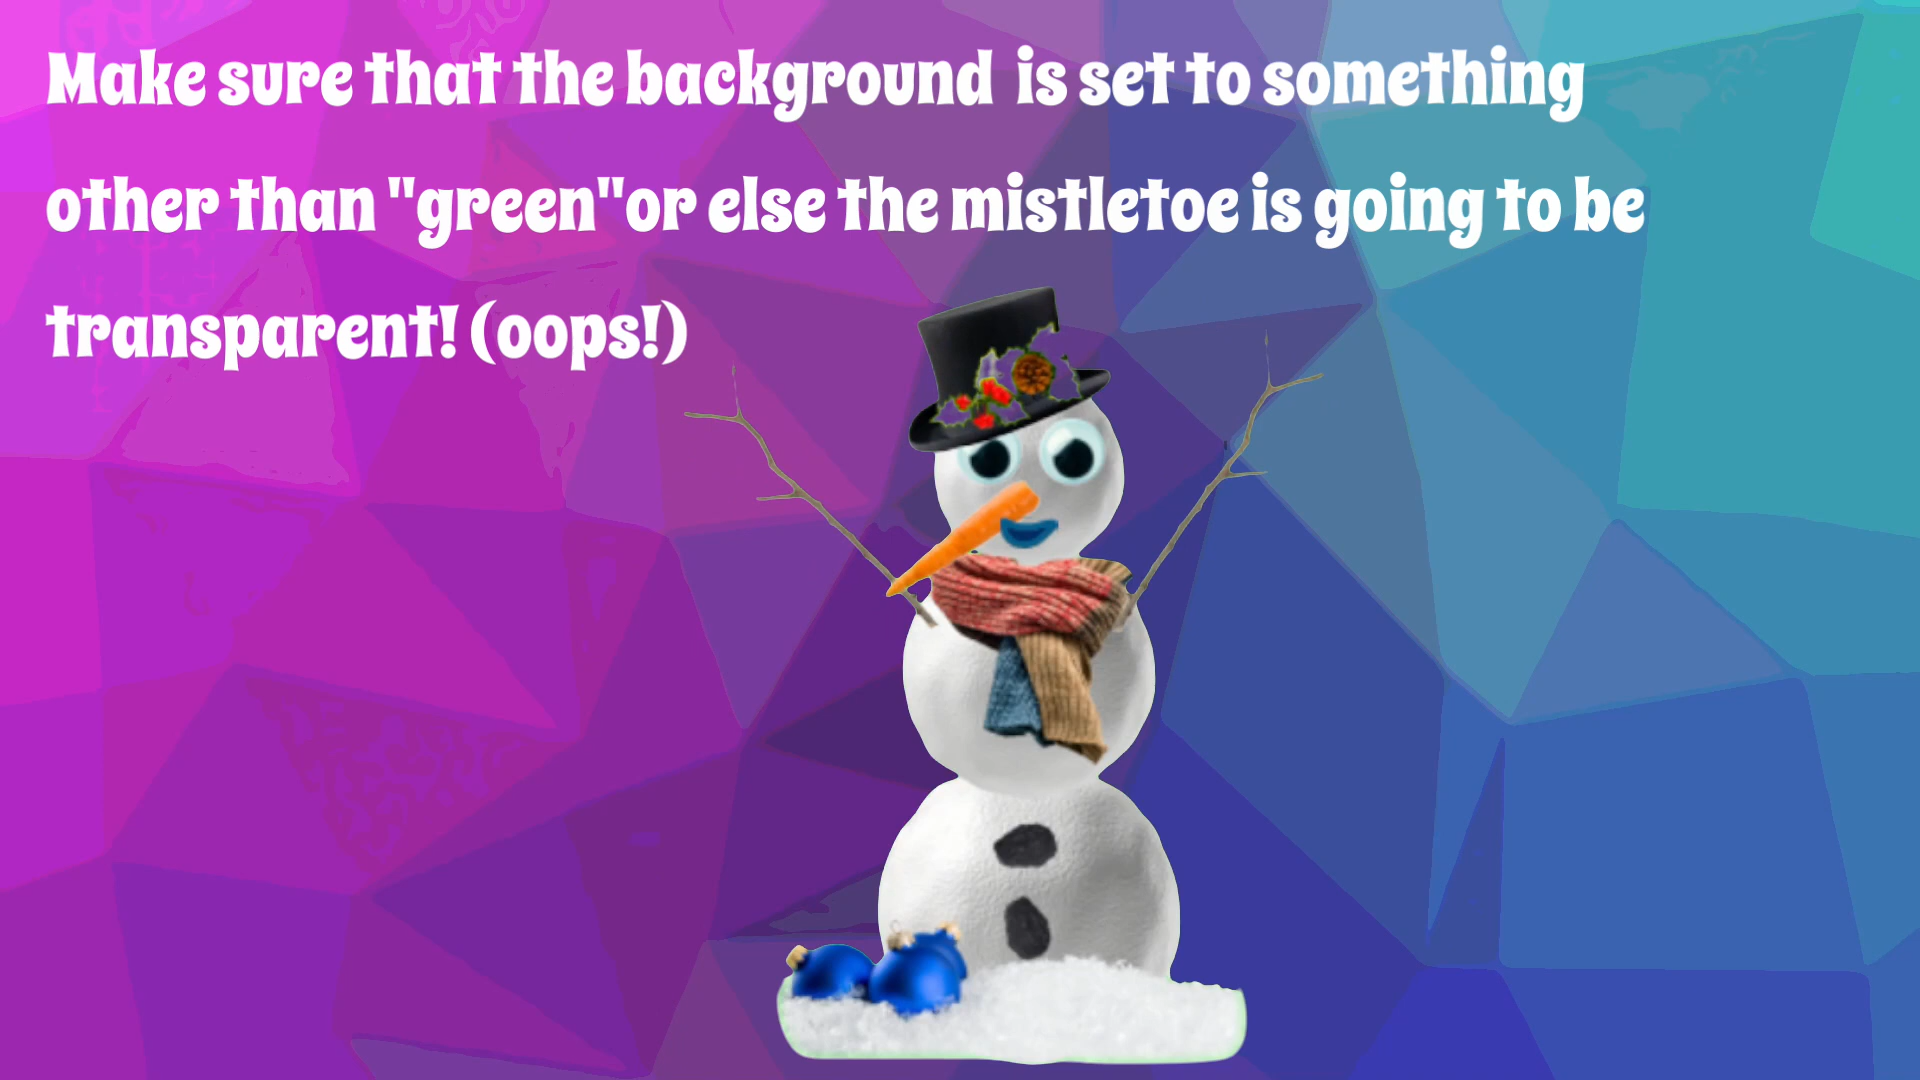 Make sure that the background  is set to something
other than "green"or else the mistletoe is going to be
transparent! (oops!)